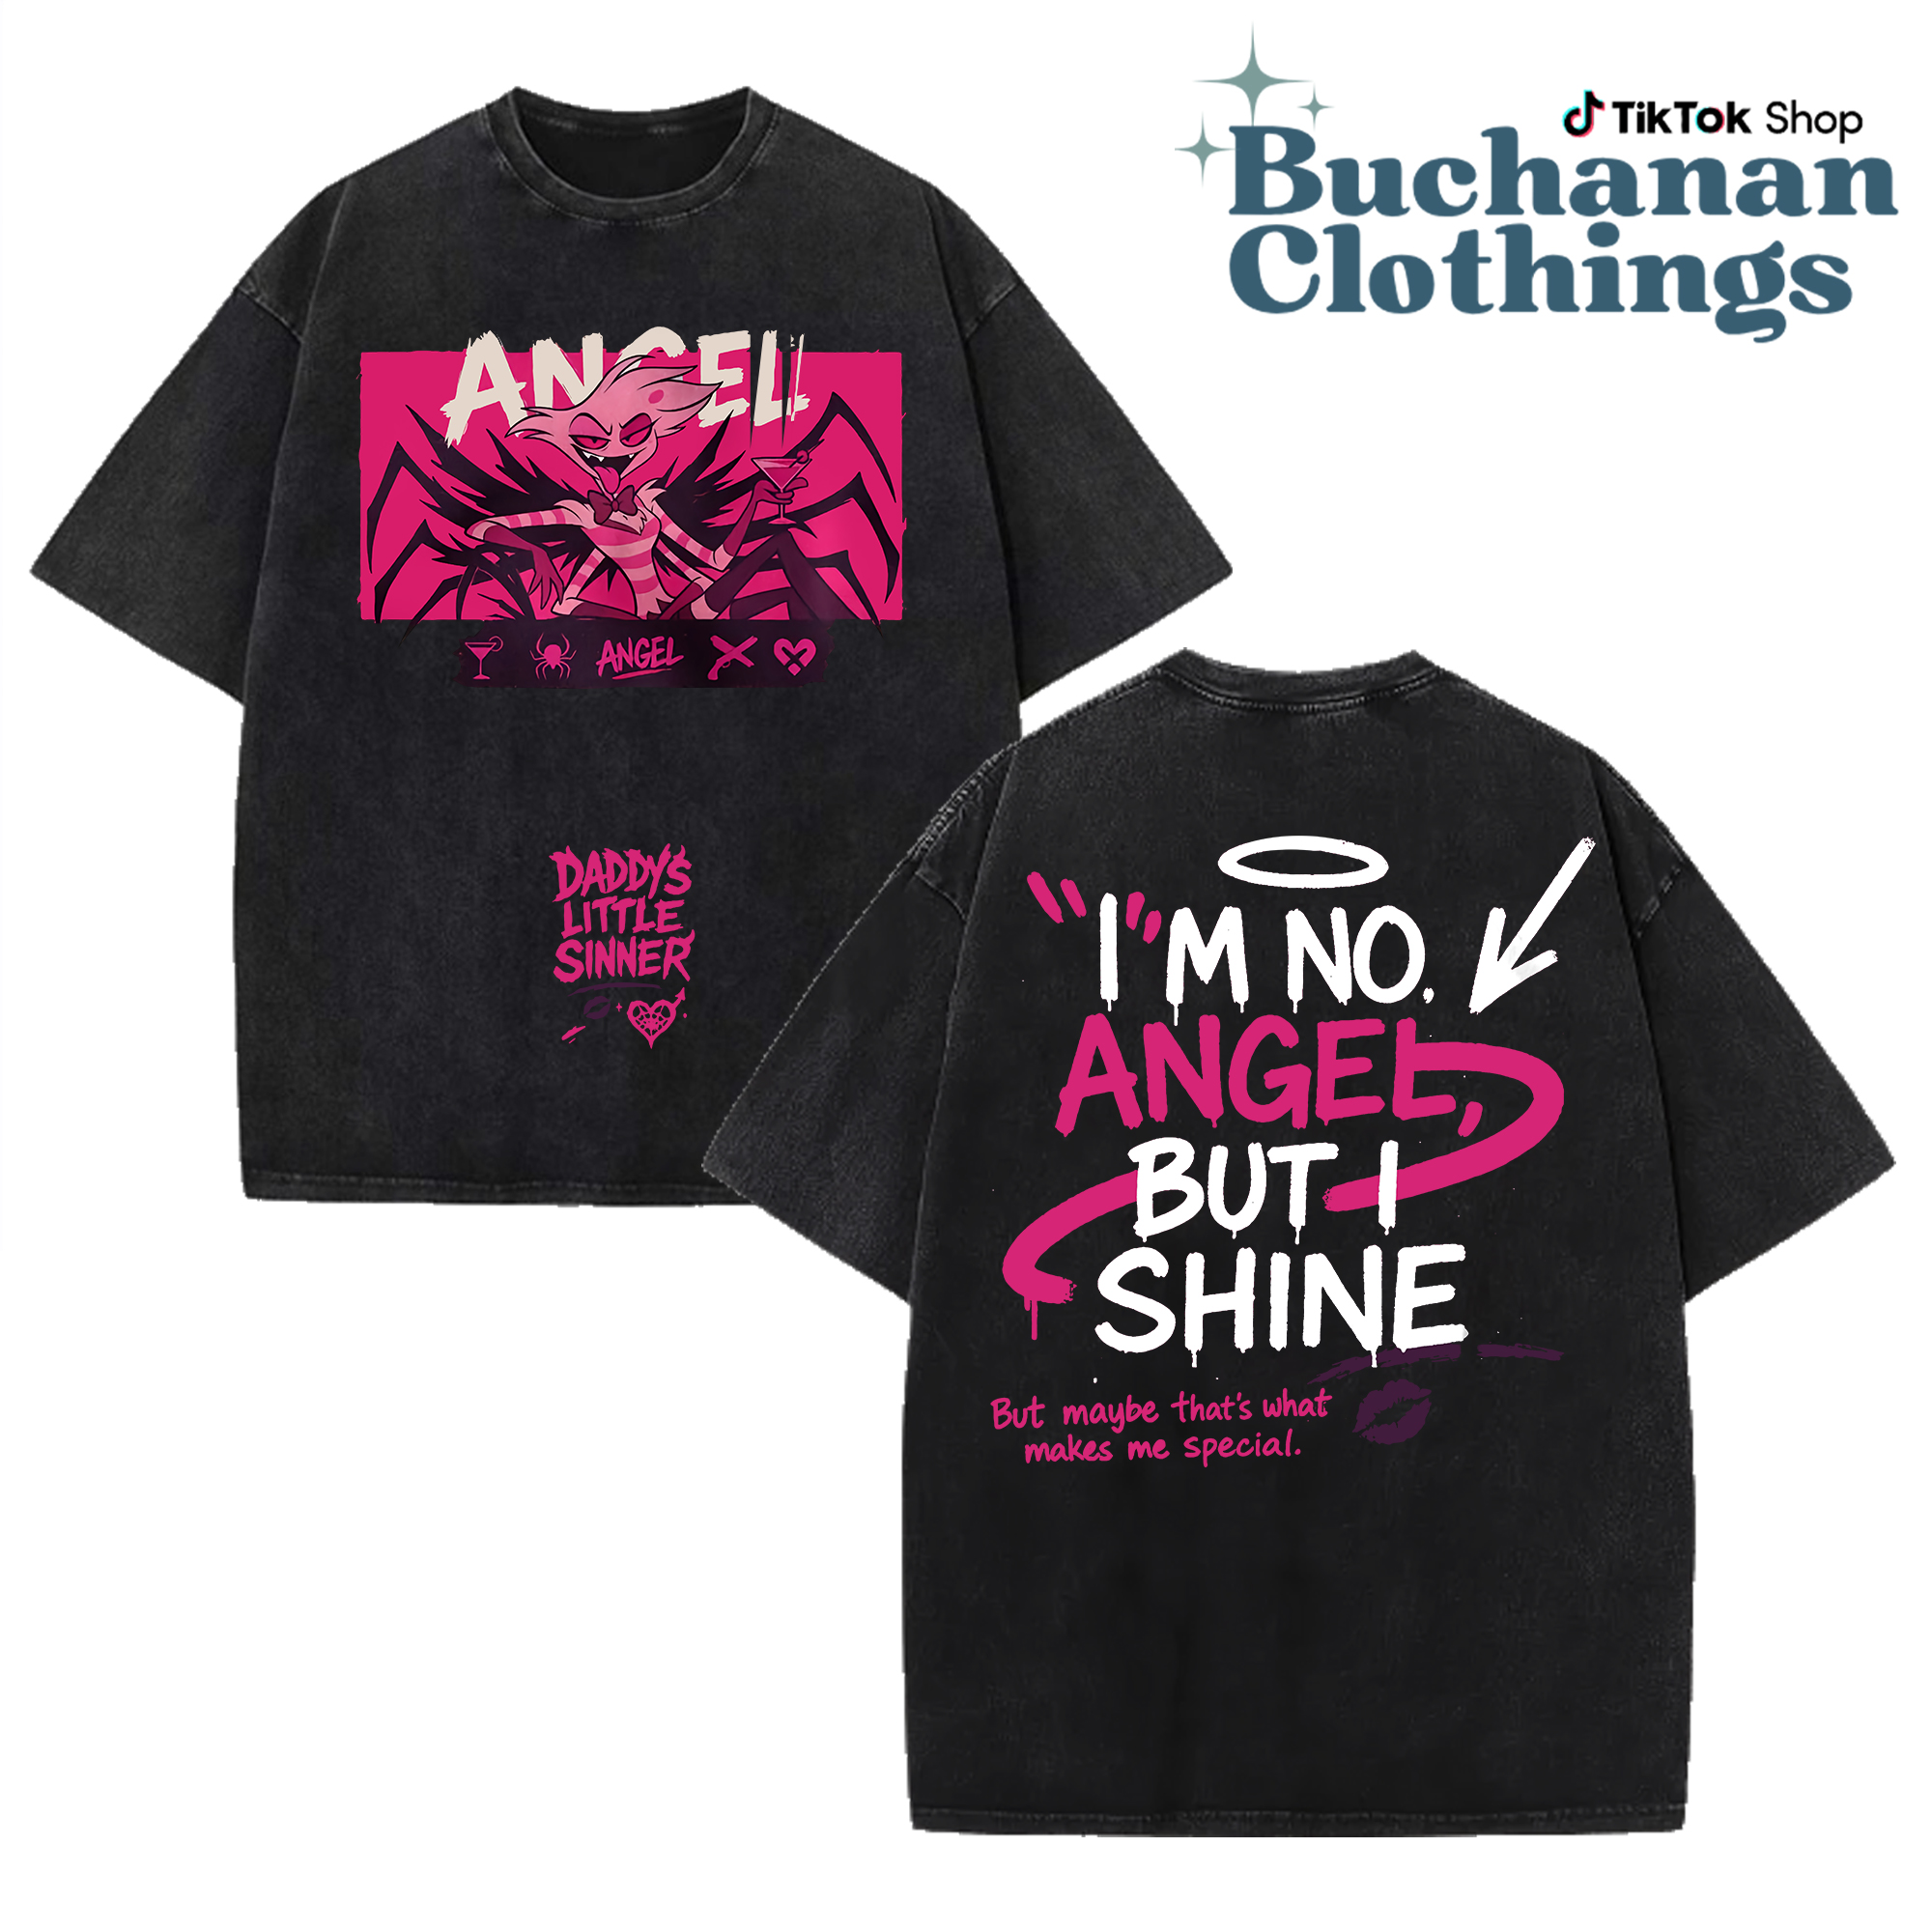 TikTok Shop
Buchanan
Clothings
ANGEL
ANGEL
DADDY'S
LITTLE
SINNER
"I"M NO.
ANGEL,
BUT I
SHINE
But maybe that's what
makes me special.